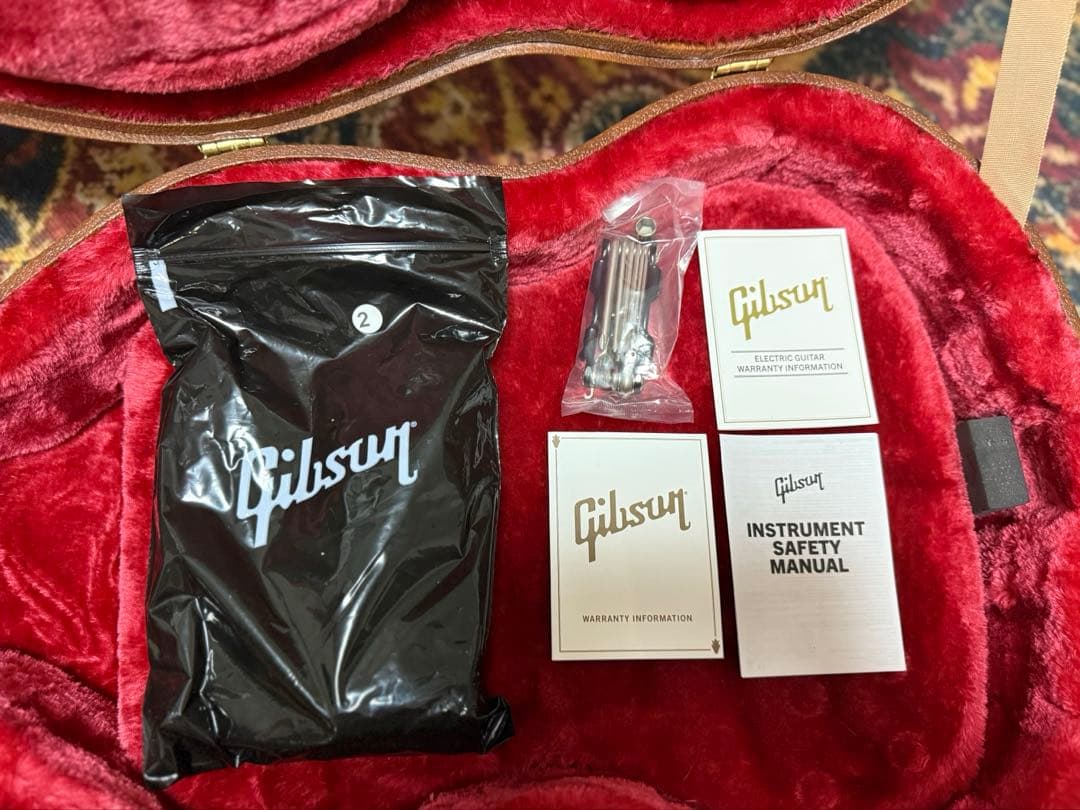 2
Gibson
Gibson
ELECTRIC GUITAR
WARRANTY INFORMATION
Gibson
WARRANTY INFORMATION
Gibson
INSTRUMENT
SAFETY
MANUAL